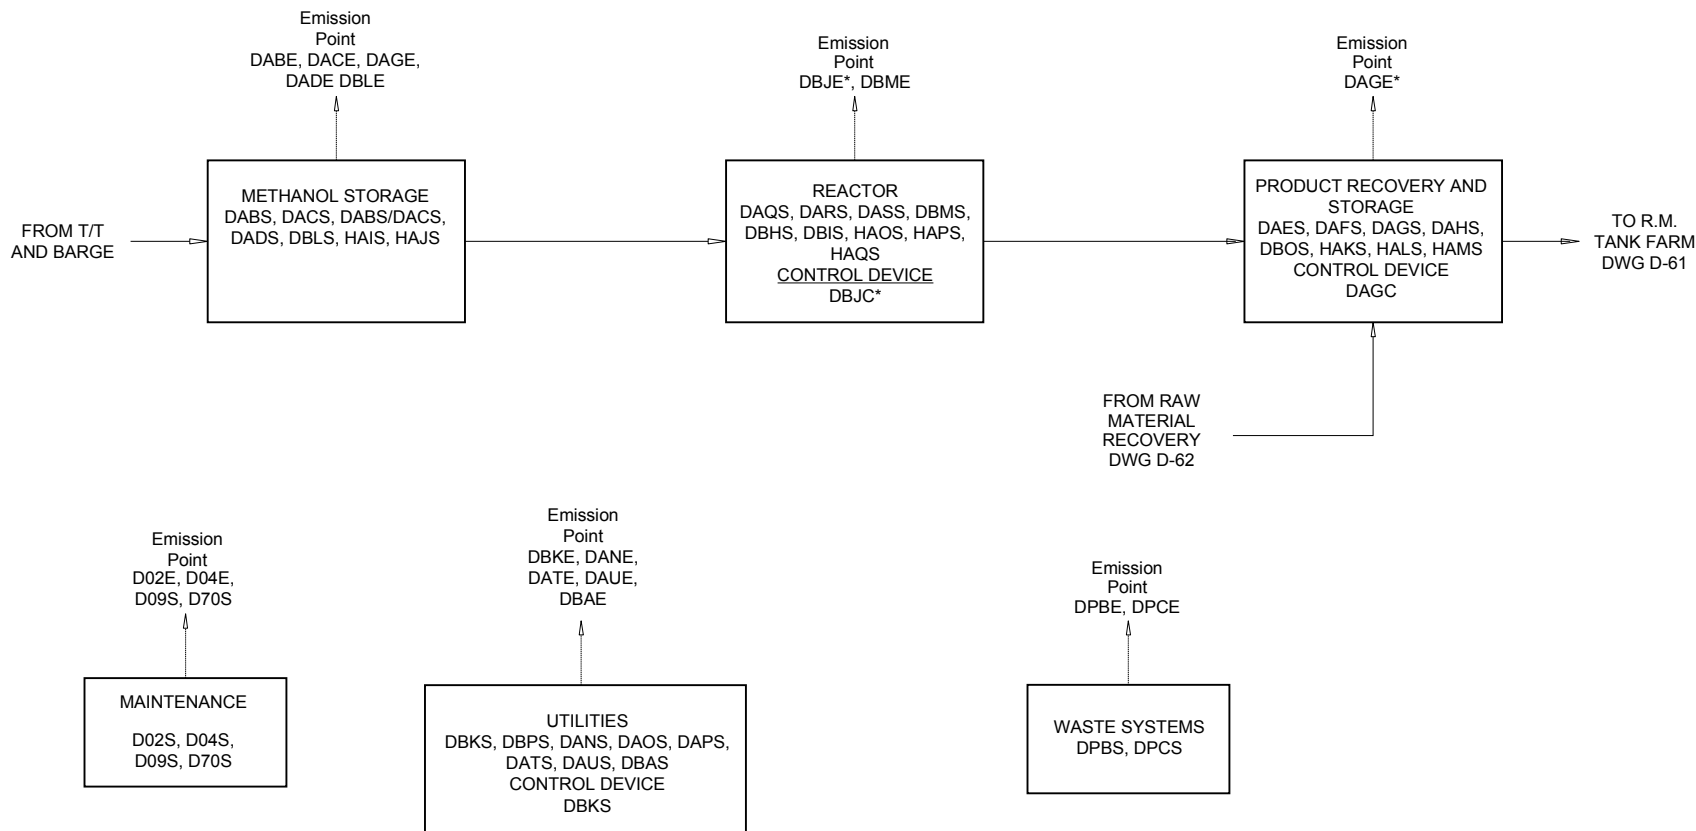 Emission
Point
DABE, DACE, DAGE,
DADE DBLE
Emission
Point
DBJE*, DBME
Emission
Point
DAGE*
FROM T/T
AND BARGE
METHANOL STORAGE
DABS, DACS, DABS/DACS,
DADS, DBLS, HAIS, HAJS
REACTOR
DAQS, DARS, DASS, DBMS,
DBHS, DBIS, HAOS, HAPS,
HAQS
CONTROL DEVICE
DBJC*
PRODUCT RECOVERY AND
STORAGE
DAES, DAFS, DAGS, DAHS,
DBOS, HAKS, HALS, HAMS
CONTROL DEVICE
DAGC
TO R.M.
TANK FARM
DWG D-61
FROM RAW
MATERIAL
RECOVERY
DWG D-62
Emission
Point
D02E, D04E,
D09S, D70S
Emission
Point
DBKE, DANE,
DATE, DAUE,
DBAE
Emission
Point
DPBE, DPCE
MAINTENANCE
D02S, D04S,
D09S, D70S
UTILITIES
DBKS, DBPS, DANS, DAOS, DAPS,
DATS, DAUS, DBAS
CONTROL DEVICE
DBKS
WASTE SYSTEMS
DPBS, DPCS